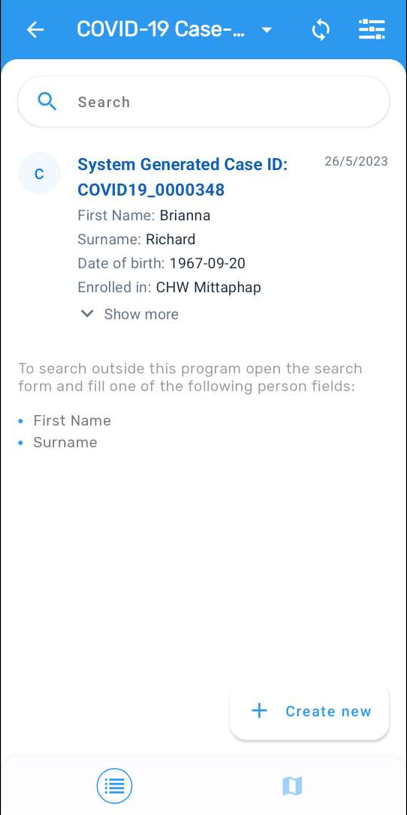 COVID-19 Case-...
Search
System Generated Case ID: 26/5/2023
COVID19_0000348
C
First Name: Brianna
Surname: Richard
Date of birth: 1967-09-20
Enrolled in: CHW Mittaphap
Show more
To search outside this program open the search
form and fill one of the following person fields:
• First Name
• Surname
+ Create new